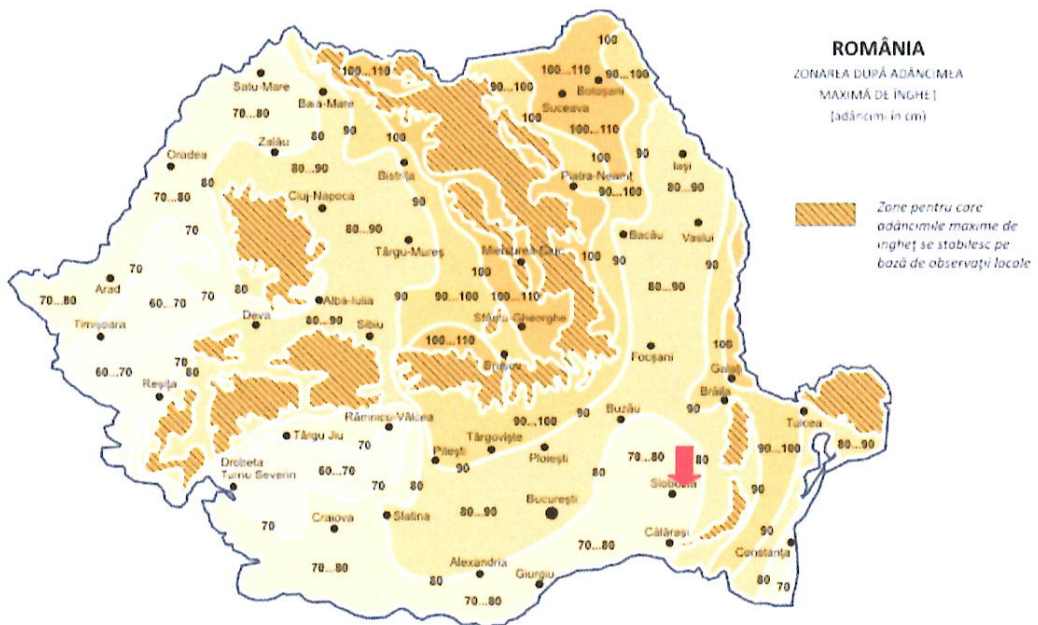 ROMÂNIA
ZONAREA DUPĂ ADÂNCIMEA
MAXIMĂ DE ÎNGHEȚ
(adâncimi în cm)
Zone pentru care
adâncimile maxime de
îngheț se stabilesc pe
bază de observații locale
100
100...110
90...100
Satu-Mare
100...110
Botoșani
Baia-Mare
90...100
Suceava
70...80
100
80
90
100...110
Zalău
100
90
Iași
Oradea
80
80...90
Bistrița
100
Piatra-Neamț
80...90
70...80
Cluj-Napoca
90
90...100
70
80...90
Târgu-Mureș
90
Bacău
Vaslui
90
70
100
Miercurea-Ciuc
70...80
Arad
60...70
70
80
Alba-Iulia
90
90...100
100...110
80...90
Deva
80...90
Sibiu
Sfântu-Gheorghe
Timișoara
100...110
100
60...70
70
80
Brașov
Focșani
Galați
Reșița
Brăila
Râmnicu-Vâlcea
90
Buzău
90
Tulcea
Târgu Jiu
70
Târgoviște
90...100
90...100
80...90
Pitești
Ploiești
70...80
80
Drobeta
Turnu Severin
60...70
90
80
70
80
Slobozia
90
București
70
Craiova
Slatina
80...90
90
70...80
Călărași
Constanța
70...80
Alexandria
80
80
Giurgiu
80
70
70...80